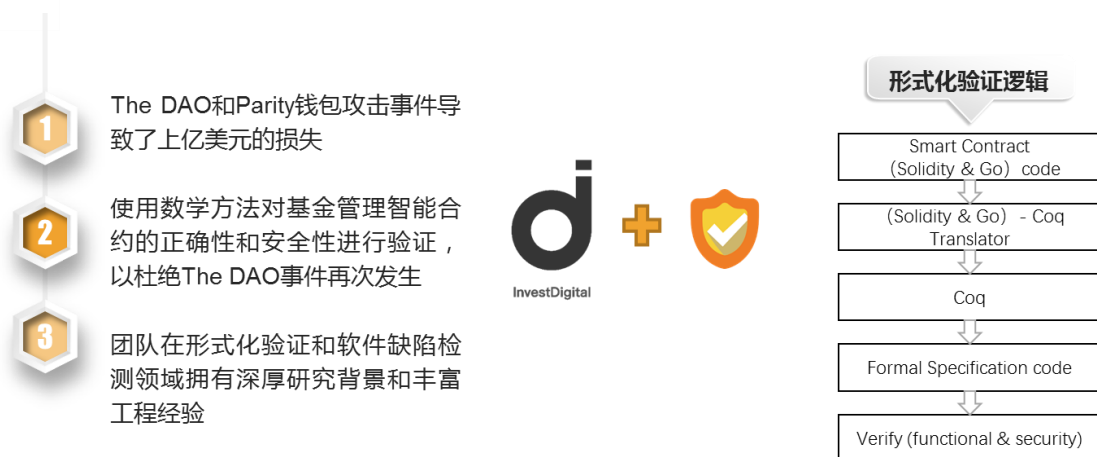 1
The DAO和Parity钱包攻击事件导
致了上亿美元的损失
2
使用数学方法对基金管理智能合
约的正确性和安全性进行验证，
以杜绝The DAO事件再次发生
3
团队在形式化验证和软件缺陷检
测领域拥有深厚研究背景和丰富
工程经验
InvestDigital
形式化验证逻辑
Smart Contract
（Solidity & Go）code
（Solidity & Go）- Coq
Translator
Coq
Formal Specification code
Verify (functional & security)